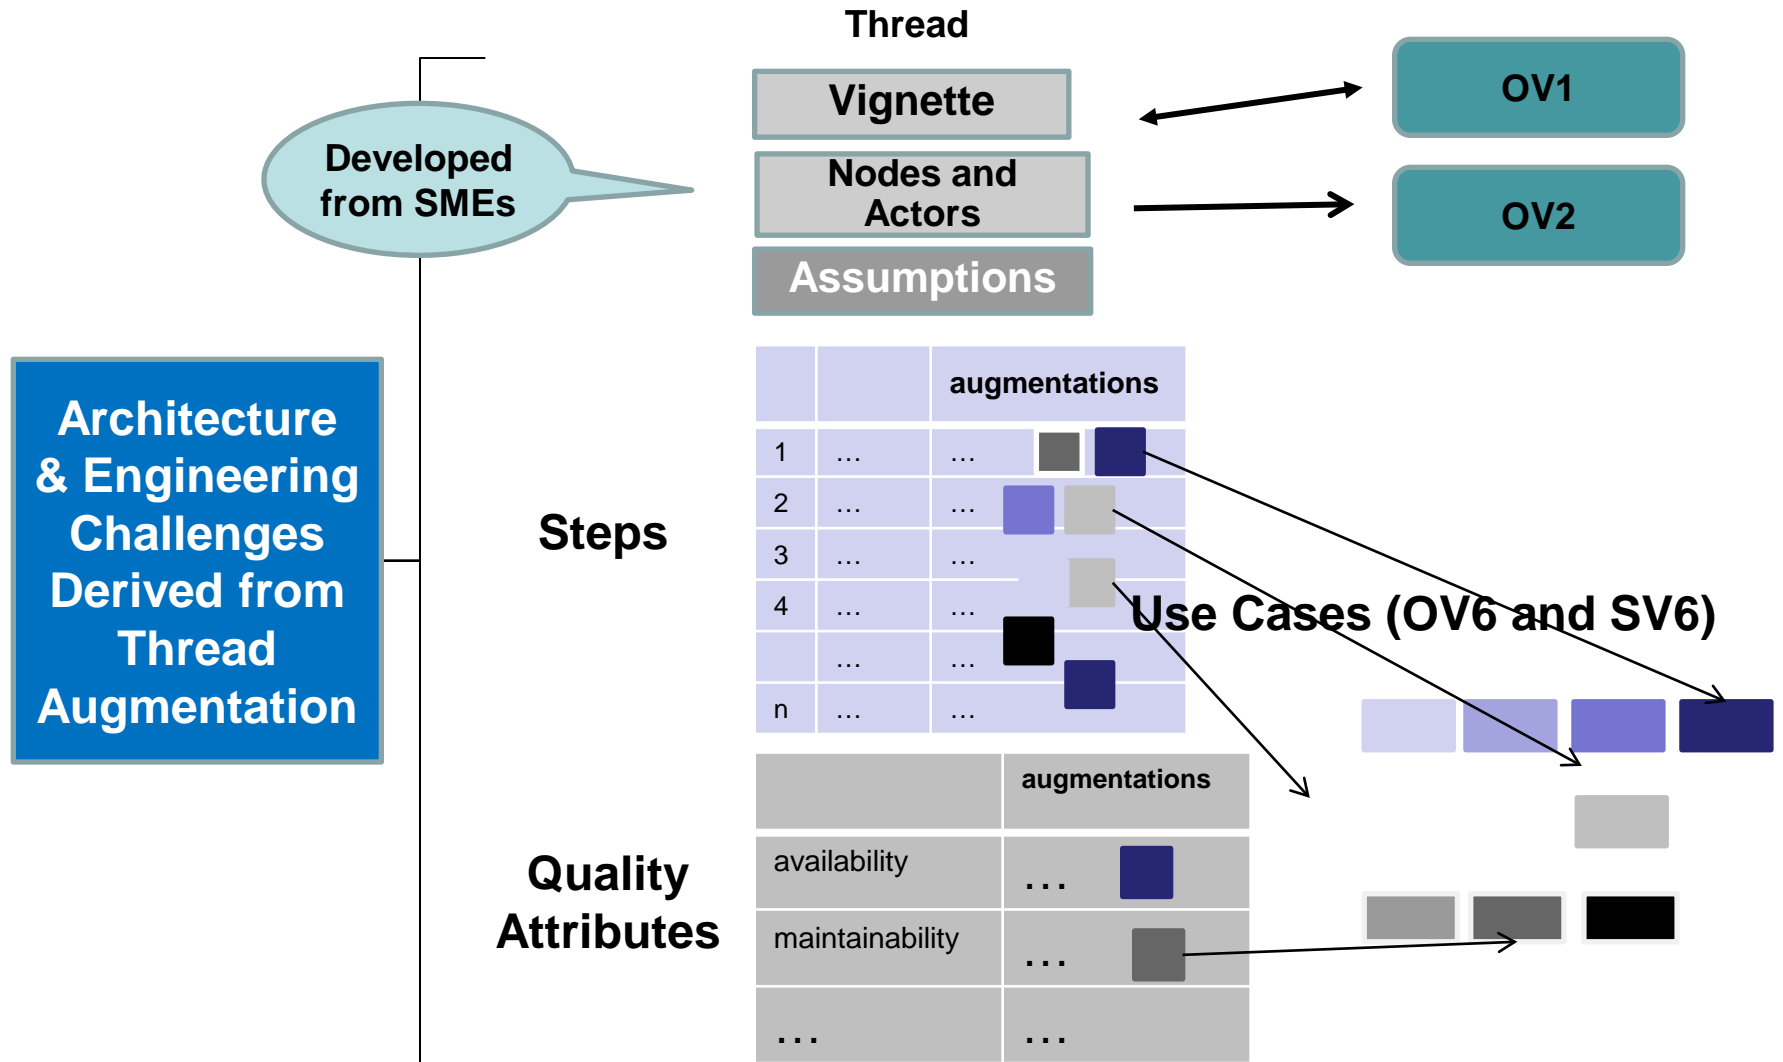 Thread
Vignette
OV1
Developed
from SMEs
Nodes and
Actors
OV2
Assumptions
Architecture
& Engineering
Challenges
Derived from
Thread
Augmentation
Steps
augmentations
1 … …
2 … …
3 … …
4 … …
… …
n … …
Use Cases (OV6 and SV6)
Quality
Attributes
augmentations
availability …
maintainability …
… …